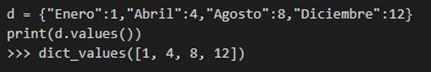 d = {"Enero":1,"Abril":4,"Agosto":8,"Diciembre":12}
print(d.values())
>>> dict_values([1, 4, 8, 12])